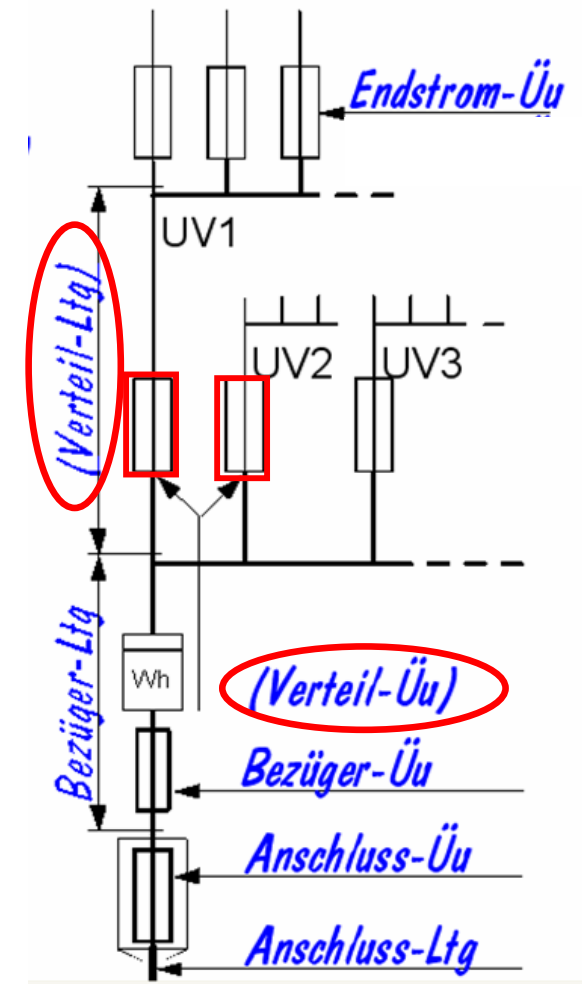 Endstrom-Üu
UV1
(Verteil-Ltg)
UV2
UV3
Bezüger-Ltg
Wh
(Verteil-Üu)
Bezüger-Üu
Anschluss-Üu
Anschluss-Ltg